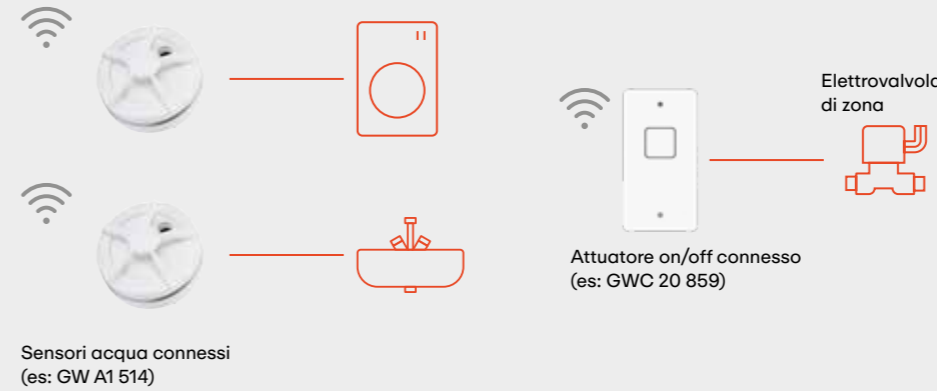 Elettrovalvola
di zona
Attuatore on/off connesso
(es: GWC 20 859)
Sensori acqua connessi
(es: GW A1 514)